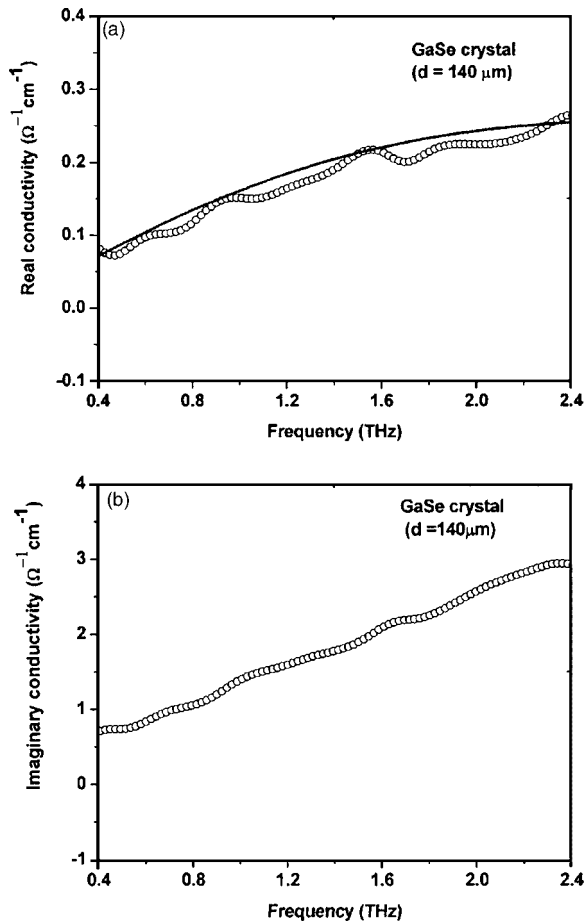 (a)
GaSe crystal
(d = 140 μm)
0.4
0.3
0.2
0.1
0.0
-0.1
Real conductivity (Ω⁻¹cm⁻¹)
0.4 0.8 1.2 1.6 2.0 2.4
Frequency (THz)
(b)
GaSe crystal
(d =140μm)
4
3
2
1
0
-1
Imaginary conductivity (Ω⁻¹cm⁻¹)
0.4 0.8 1.2 1.6 2.0 2.4
Frequency (THz)